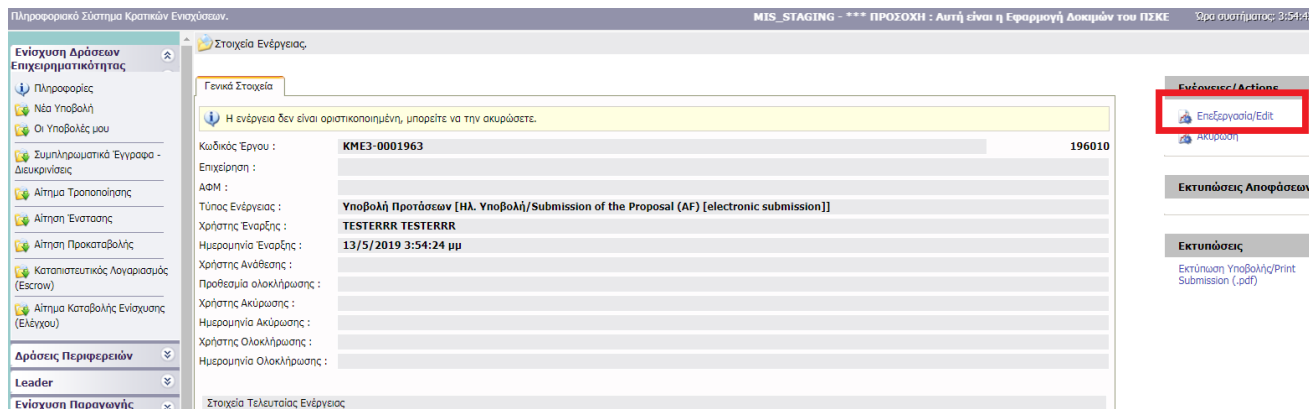 Πληροφοριακό Σύστημα Κρατικών Ενισχύσεων.
MIS_STAGING - *** ΠΡΟΣΟΧΗ : Αυτή είναι η Εφαρμογή Δοκιμών του ΠΣΚΕ
Ώρα συστήματος: 3:54:4
Ενίσχυση Δράσεων
Επιχειρηματικότητας
Πληροφορίες
Νέα Υποβολή
Οι Υποβολές μου
Συμπληρωματικά Έγγραφα -
Διευκρινίσεις
Αίτημα Τροποποίησης
Αίτηση Ένστασης
Αίτηση Προκαταβολής
Καταπιστευτικός Λογαριασμός
(Escrow)
Αίτημα Καταβολής Ενίσχυσης
(Ελέγχου)
Δράσεις Περιφερειών
Leader
Ενίσχυση Παραγωγής
Στοιχεία Ενέργειας.
Γενικά Στοιχεία
Η ενέργεια δεν είναι οριστικοποιημένη, μπορείτε να την ακυρώσετε.
Κωδικός Έργου : ΚΜΕ3-0001963 196010
Επιχείρηση :
ΑΦΜ :
Τύπος Ενέργειας : Υποβολή Προτάσεων [Ηλ. Υποβολή/Submission of the Proposal (AF) [electronic submission]]
Χρήστης Έναρξης : TESTERRR TESTERRR
Ημερομηνία Έναρξης : 13/5/2019 3:54:24 μμ
Χρήστης Ανάθεσης :
Προθεσμία ολοκλήρωσης :
Χρήστης Ακύρωσης :
Ημερομηνία Ακύρωσης :
Χρήστης Ολοκλήρωσης :
Ημερομηνία Ολοκλήρωσης :
Στοιχεία Τελευταίας Ενέργειας
Ενέργειες/Actions
Επεξεργασία/Edit
Ακύρωση
Εκτυπώσεις Αποφάσεων
Εκτυπώσεις
Εκτύπωση Υποβολής/Print
Submission (.pdf)